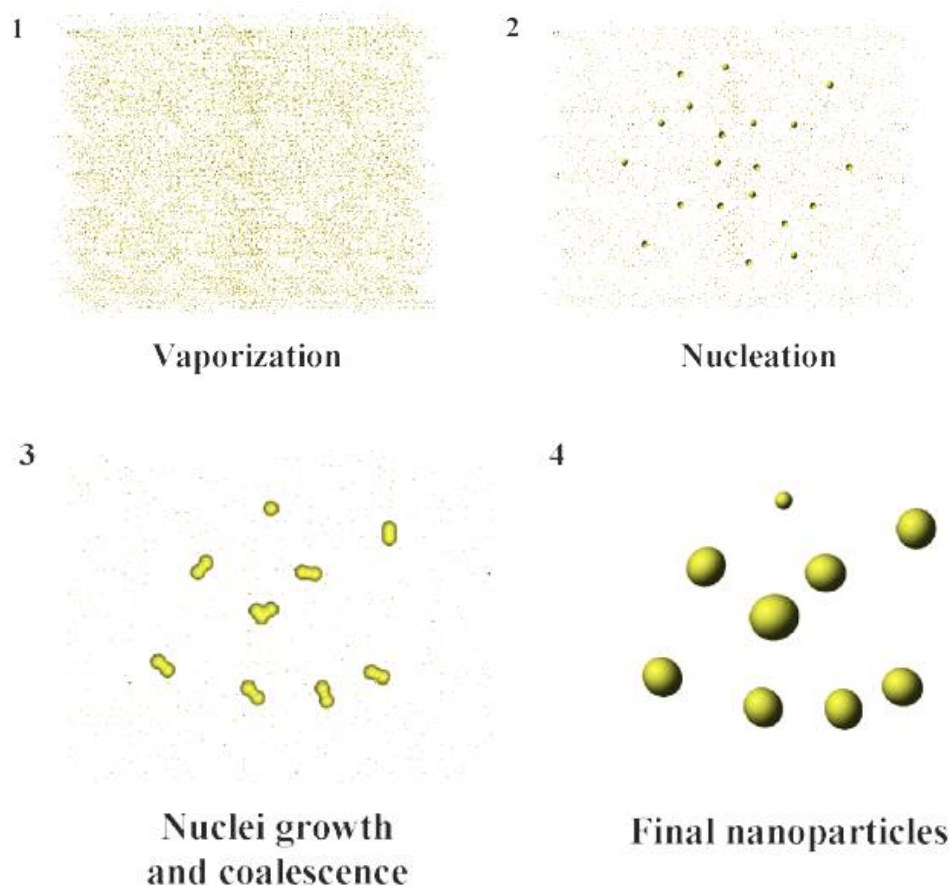 1
2
Vaporization
Nucleation
3
4
Nuclei growth
and coalescence
Final nanoparticles